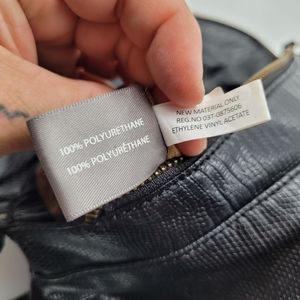 100% POLYURETHANE
100% POLYURÉTHANE
NEW MATERIAL ONLY
REG.NO 037-0875606
ETHYLENE VINYL ACETATE